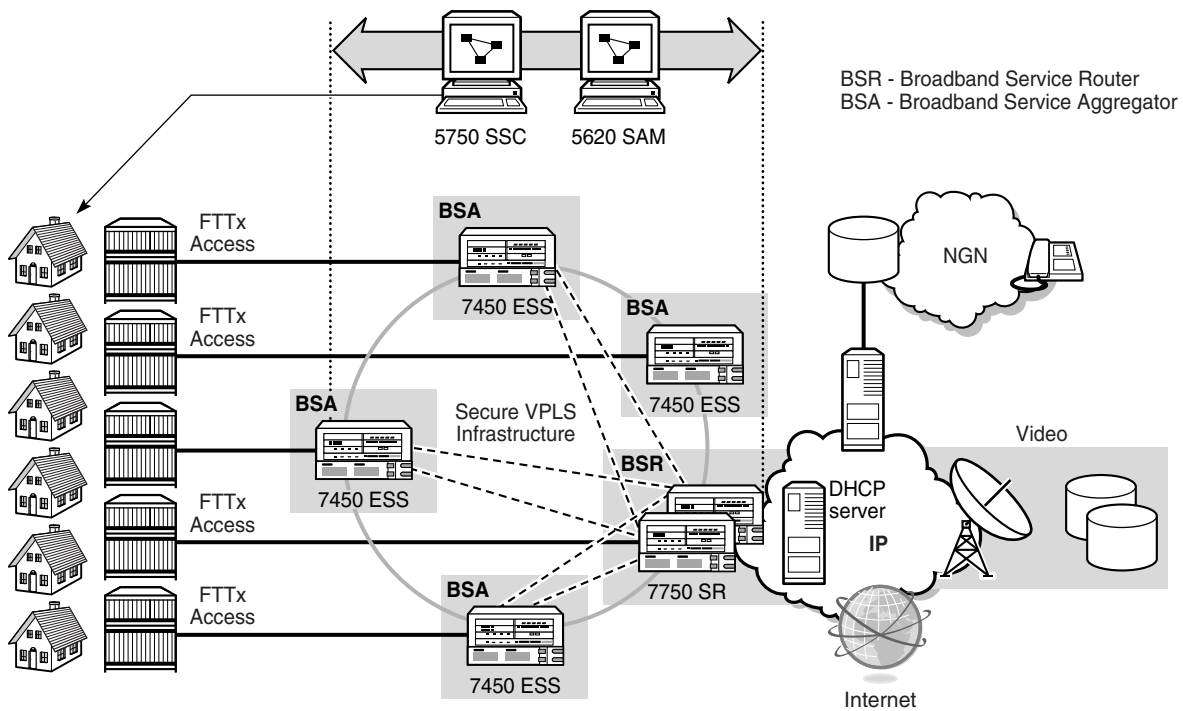 5750 SSC
5620 SAM
BSR - Broadband Service Router
BSA - Broadband Service Aggregator
FTTx
Access
BSA
7450 ESS
NGN
FTTx
Access
BSA
7450 ESS
BSA
7450 ESS
Secure VPLS
Infrastructure
Video
BSR
7750 SR
DHCP
server
IP
FTTx
Access
FTTx
Access
BSA
7450 ESS
Internet